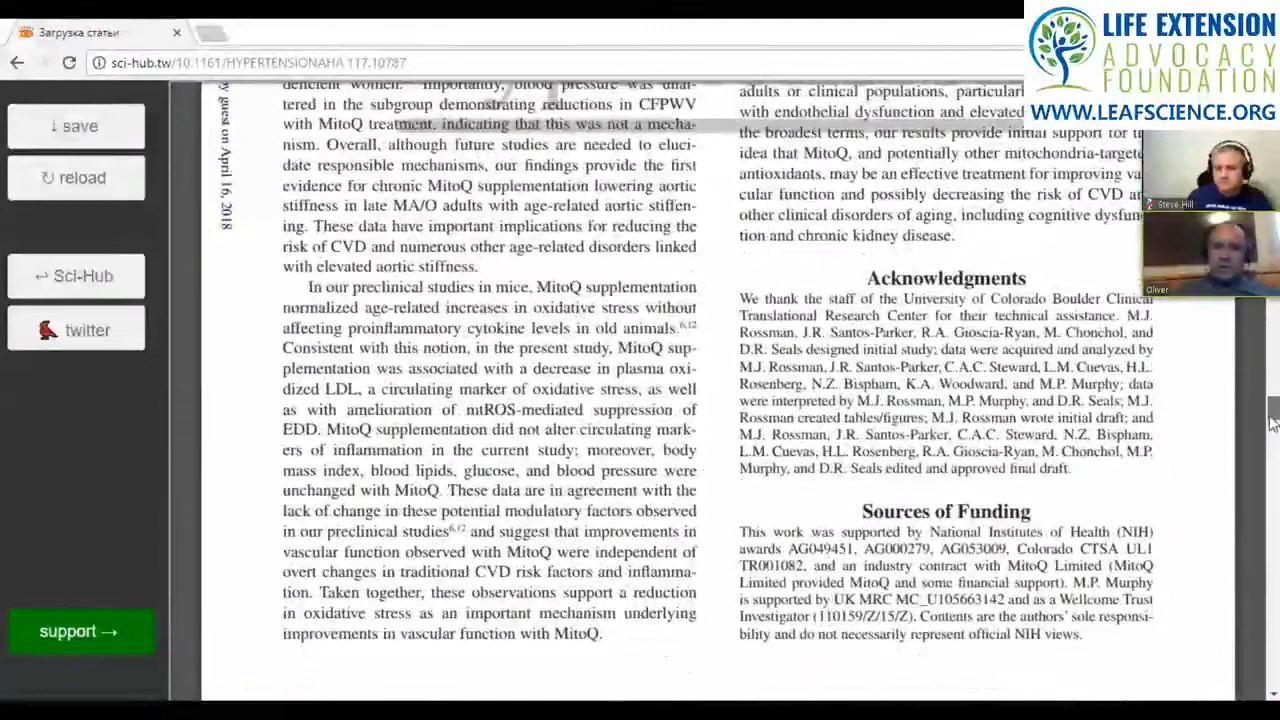 Загрузка статьи
sci-hub.tw/10.1161/HYPERTENSIONAHA.117.10787
LIFE EXTENSION
ADVOCACY
FOUNDATION
WWW.LEAFSCIENCE.ORG
↓ save
↻ reload
↩ Sci-Hub
twitter
support →
y guest on April 16, 2018
deficient women. Importantly, blood pressure was unal-
tered in the subgroup demonstrating reductions in CFPWV
with MitoQ treatment, indicating that this was not a mecha-
nism. Overall, although future studies are needed to eluci-
date responsible mechanisms, our findings provide the first
evidence for chronic MitoQ supplementation lowering aortic
stiffness in late MA/O adults with age-related aortic stiffen-
ing. These data have important implications for reducing the
risk of CVD and numerous other age-related disorders linked
with elevated aortic stiffness.
In our preclinical studies in mice, MitoQ supplementation
normalized age-related increases in oxidative stress without
affecting proinflammatory cytokine levels in old animals.6,12
Consistent with this notion, in the present study, MitoQ sup-
plementation was associated with a decrease in plasma oxi-
dized LDL, a circulating marker of oxidative stress, as well
as with amelioration of mtROS-mediated suppression of
EDD. MitoQ supplementation did not alter circulating mark-
ers of inflammation in the current study; moreover, body
mass index, blood lipids, glucose, and blood pressure were
unchanged with MitoQ. These data are in agreement with the
lack of change in these potential modulatory factors observed
in our preclinical studies6,12 and suggest that improvements in
vascular function observed with MitoQ were independent of
overt changes in traditional CVD risk factors and inflamma-
tion. Taken together, these observations support a reduction
in oxidative stress as an important mechanism underlying
improvements in vascular function with MitoQ.
adults or clinical populations, particular
with endothelial dysfunction and elevated
the broadest terms, our results provide initial support for th
idea that MitoQ, and potentially other mitochondria-targete
antioxidants, may be an effective treatment for improving va
cular function and possibly decreasing the risk of CVD an
other clinical disorders of aging, including cognitive dysfun
tion and chronic kidney disease.
Acknowledgments
We thank the staff of the University of Colorado Boulder Clinical
Translational Research Center for their technical assistance. M.J.
Rossman, J.R. Santos-Parker, R.A. Gioscia-Ryan, M. Chonchol, and
D.R. Seals designed initial study; data were acquired and analyzed by
M.J. Rossman, J.R. Santos-Parker, C.A.C. Steward, L.M. Cuevas, H.L.
Rosenberg, N.Z. Bispham, K.A. Woodward, and M.P. Murphy; data
were interpreted by M.J. Rossman, M.P. Murphy, and D.R. Seals; M.J.
Rossman created tables/figures; M.J. Rossman wrote initial draft; and
M.J. Rossman, J.R. Santos-Parker, C.A.C. Steward, N.Z. Bispham,
L.M. Cuevas, H.L. Rosenberg, R.A. Gioscia-Ryan, M. Chonchol, M.P.
Murphy, and D.R. Seals edited and approved final draft.
Sources of Funding
This work was supported by National Institutes of Health (NIH)
awards AG049451, AG000279, AG053009, Colorado CTSA UL1
TR001082, and an industry contract with MitoQ Limited (MitoQ
Limited provided MitoQ and some financial support). M.P. Murphy
is supported by UK MRC MC_U105663142 and as a Wellcome Trust
Investigator (110159/Z/15/Z). Contents are the authors' sole responsi-
bility and do not necessarily represent official NIH views.
Steve Hill
Oliver